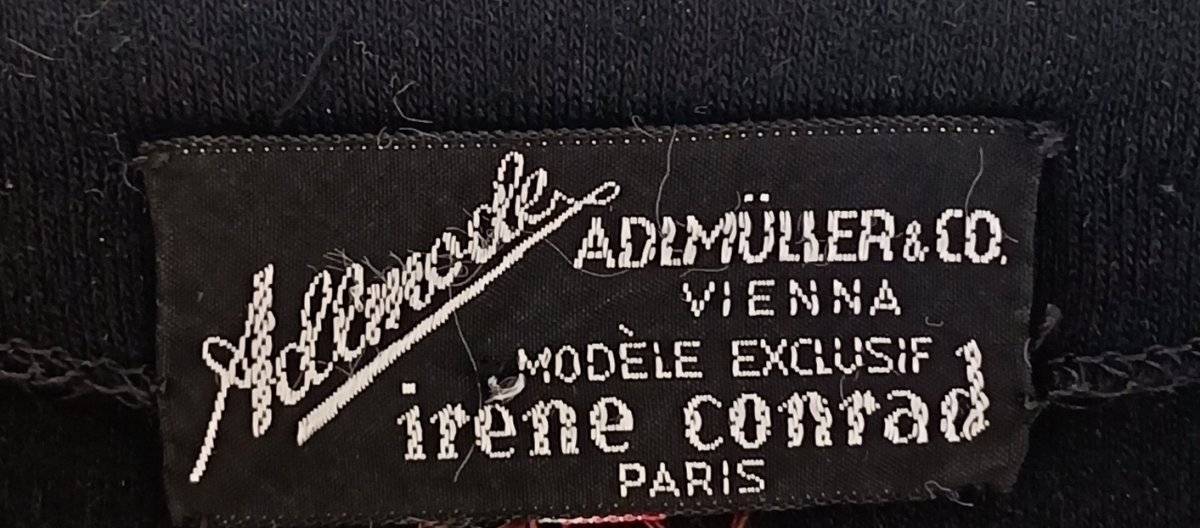 Adlmode
ADLMÜLLER & CO.
VIENNA
MODÈLE EXCLUSIF
irène conrad
PARIS